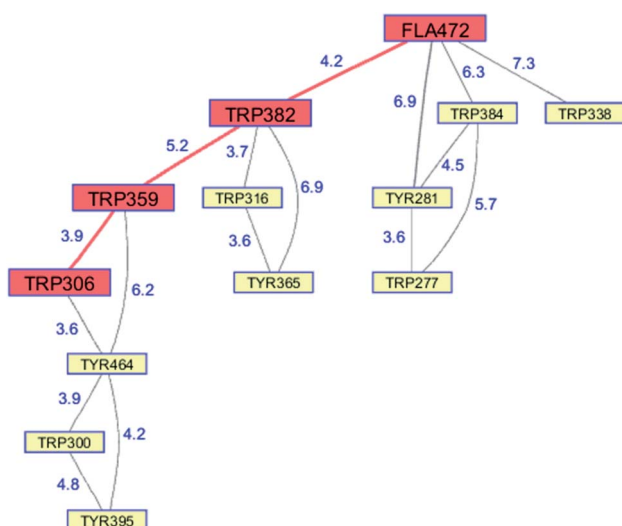 FLA472
4.2
6.3
7.3
6.9
TRP382
TRP384
TRP338
5.2
3.7
4.5
6.9
TRP359
TRP316
TYR281
5.7
3.9
3.6
3.6
TRP306
6.2
TYR365
TRP277
3.6
TYR464
3.9
4.2
TRP300
4.8
TYR395